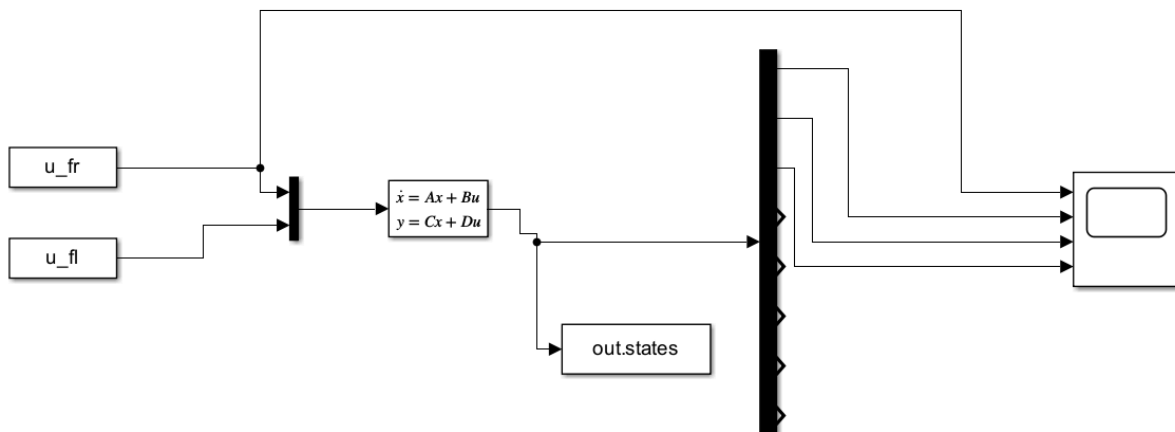 u_fr
u_fl
ẋ = Ax + Bu
y = Cx + Du
out.states